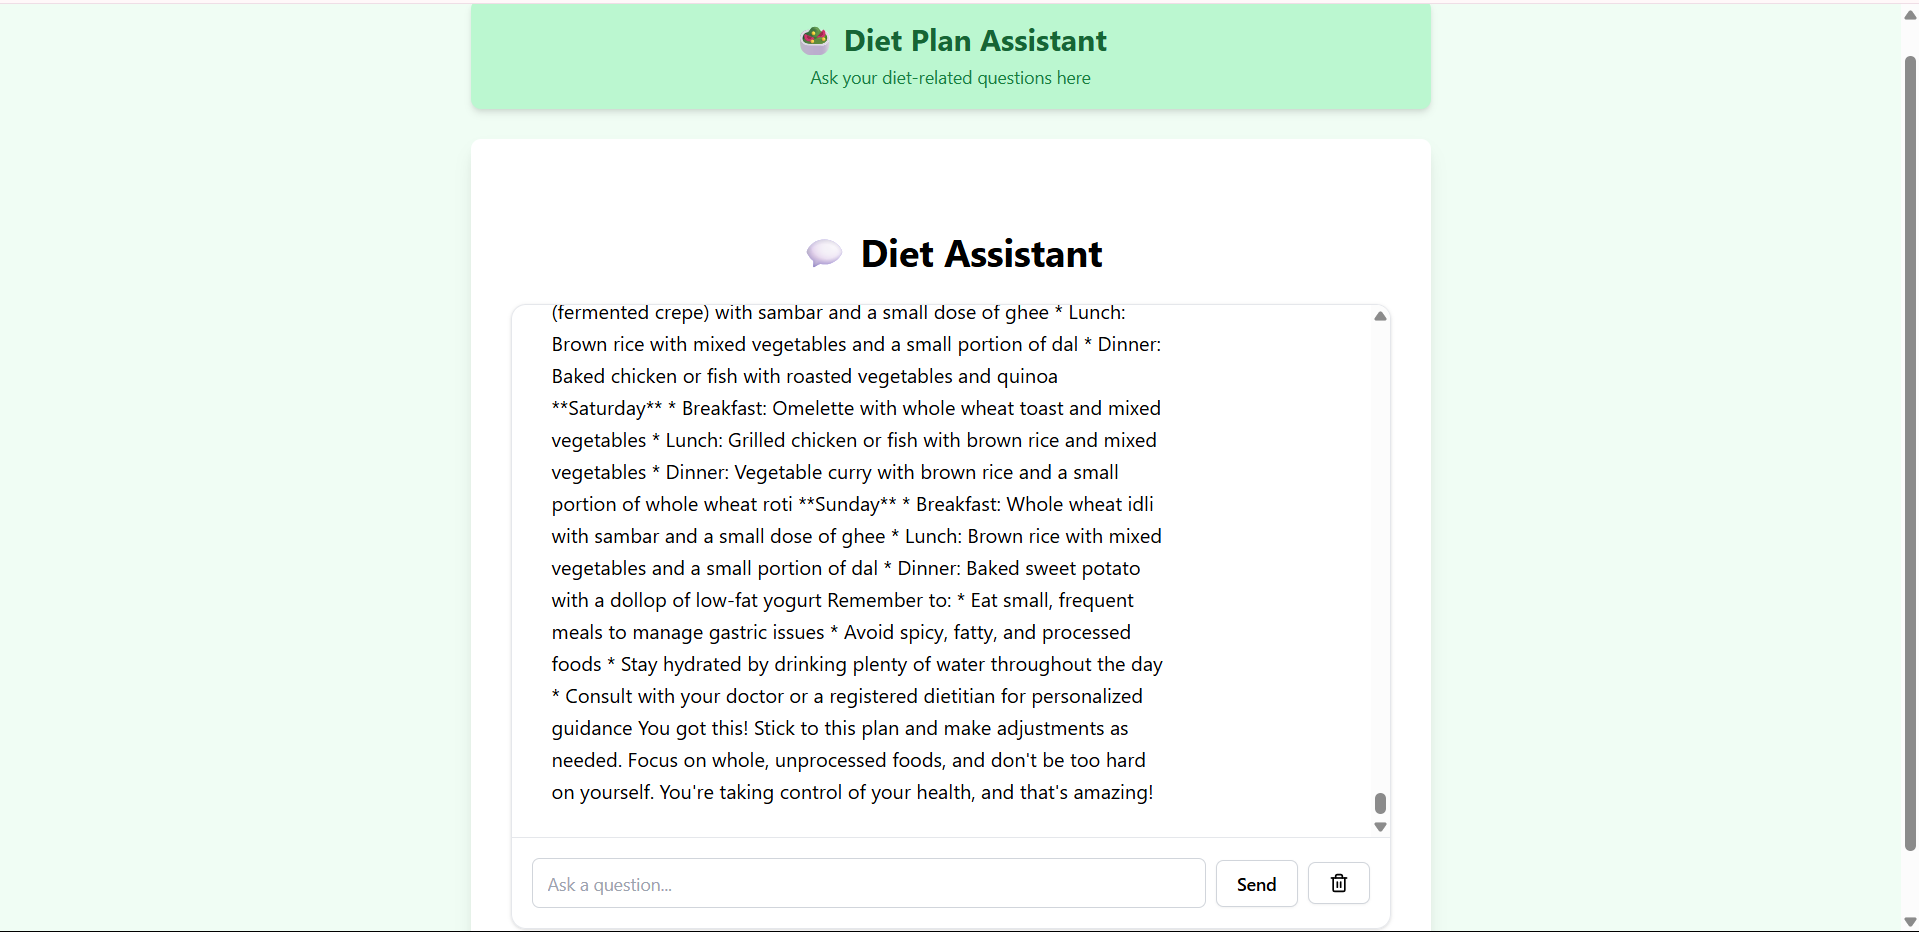 Diet Plan Assistant
Ask your diet-related questions here
Diet Assistant
(fermented crepe) with sambar and a small dose of ghee * Lunch:
Brown rice with mixed vegetables and a small portion of dal * Dinner:
Baked chicken or fish with roasted vegetables and quinoa
**Saturday** * Breakfast: Omelette with whole wheat toast and mixed
vegetables * Lunch: Grilled chicken or fish with brown rice and mixed
vegetables * Dinner: Vegetable curry with brown rice and a small
portion of whole wheat roti **Sunday** * Breakfast: Whole wheat idli
with sambar and a small dose of ghee * Lunch: Brown rice with mixed
vegetables and a small portion of dal * Dinner: Baked sweet potato
with a dollop of low-fat yogurt Remember to: * Eat small, frequent
meals to manage gastric issues * Avoid spicy, fatty, and processed
foods * Stay hydrated by drinking plenty of water throughout the day
* Consult with your doctor or a registered dietitian for personalized
guidance You got this! Stick to this plan and make adjustments as
needed. Focus on whole, unprocessed foods, and don't be too hard
on yourself. You're taking control of your health, and that's amazing!
Ask a question...
Send